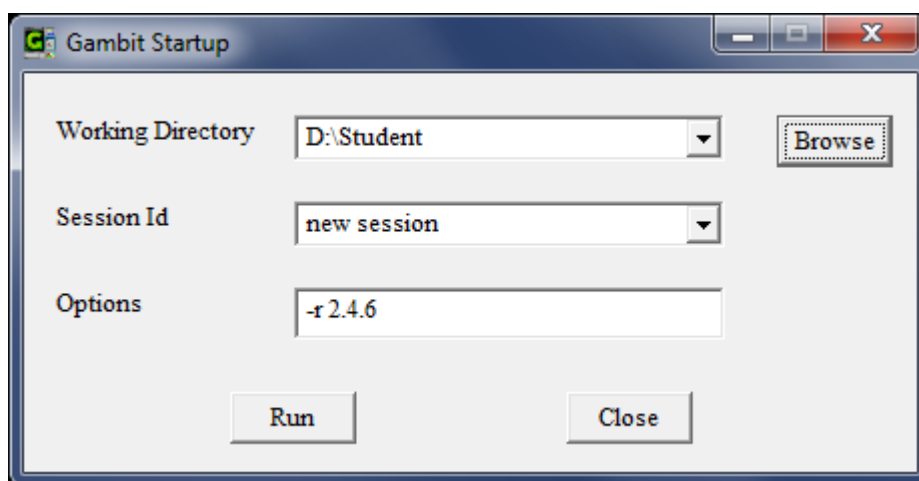 Gambit Startup
Working Directory D:\Student Browse
Session Id new session
Options -r 2.4.6
Run Close